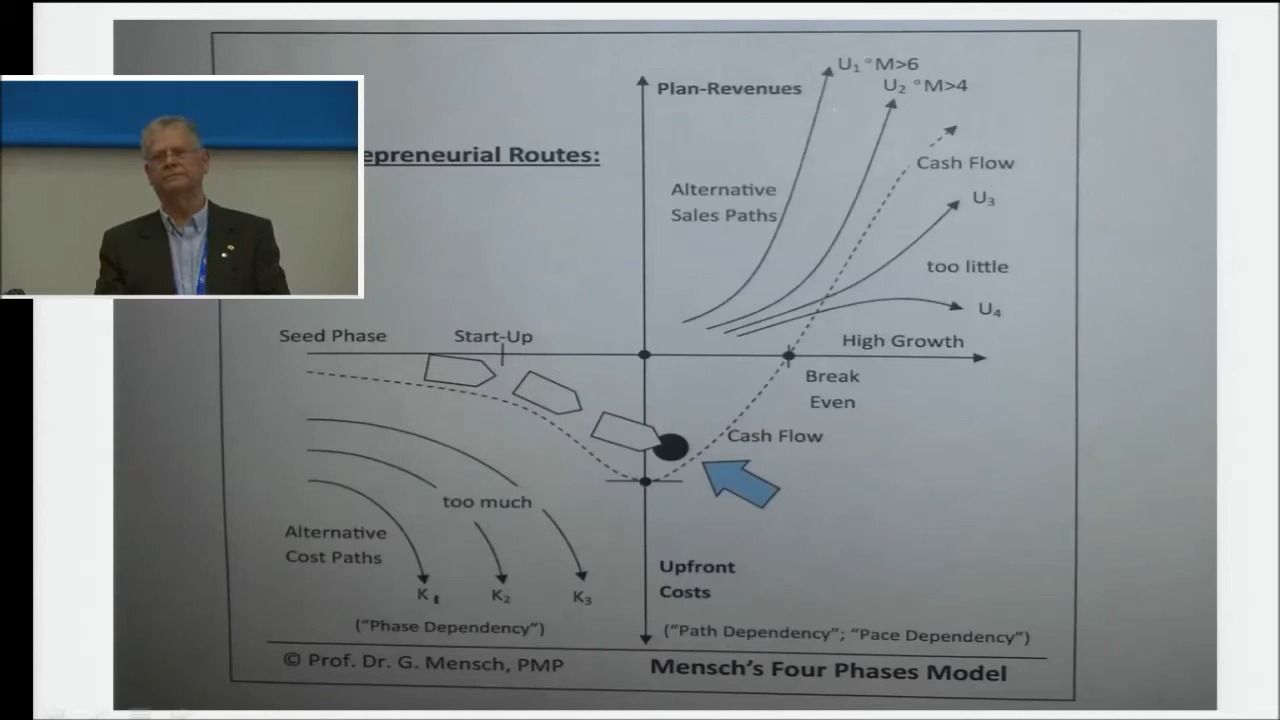 epreneurial Routes:
Plan-Revenues
U₁ °M>6
U₂ °M>4
Cash Flow
Alternative
Sales Paths
U₃
too little
U₄
Seed Phase
Start-Up
High Growth
Break
Even
Cash Flow
too much
Alternative
Cost Paths
K₁
K₂
K₃
Upfront
Costs
("Phase Dependency")
("Path Dependency"; "Pace Dependency")
© Prof. Dr. G. Mensch, PMP
Mensch's Four Phases Model